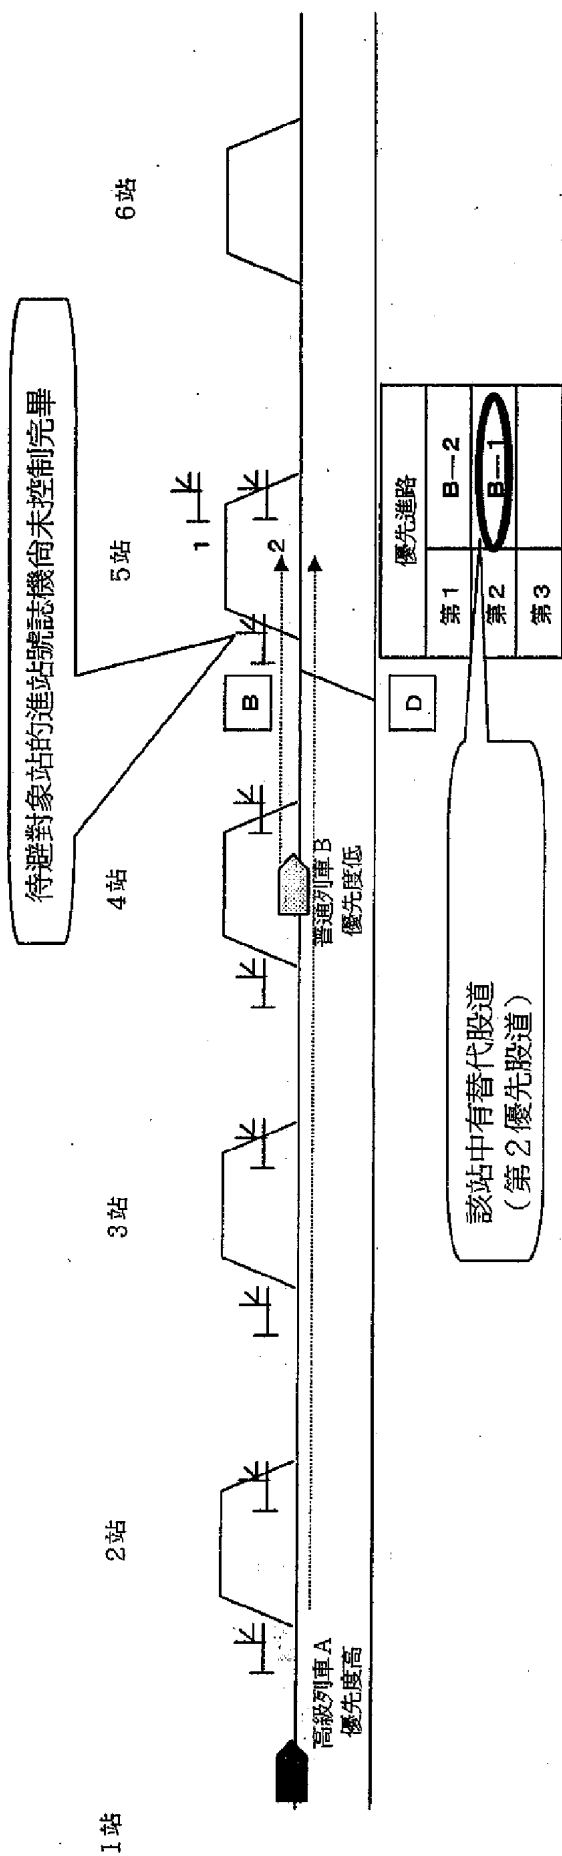 1站
2站
3站
4站
5站
6站
待避對象站的進站號誌機尚未控制完畢
1
2
B
D
高級列車A
優先度高
普通列車B
優先度低
優先進路
第1 B—2
第2 B—1
第3
該站中有替代股道
(第2優先股道)